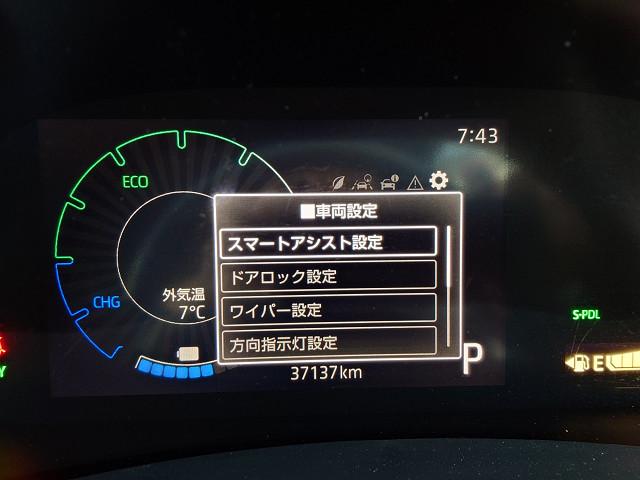 7:43
ECO
■車両設定
スマートアシスト設定
ドアロック設定
ワイパー設定
方向指示灯設定
CHG
外気温
7℃
37137km
P
S-PDL
E